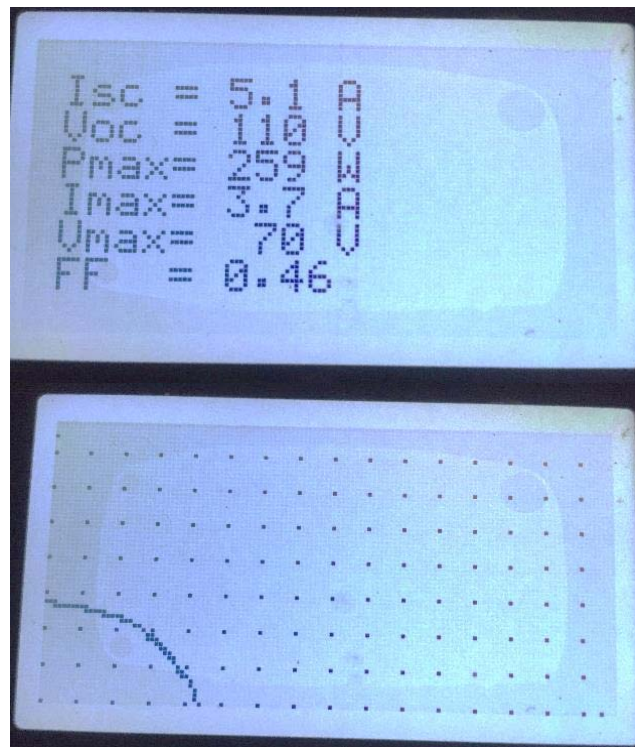 Isc = 5.1 A
Voc = 110 V
Pmax= 259 W
Imax= 3.7 A
Vmax= 70 V
FF = 0.46